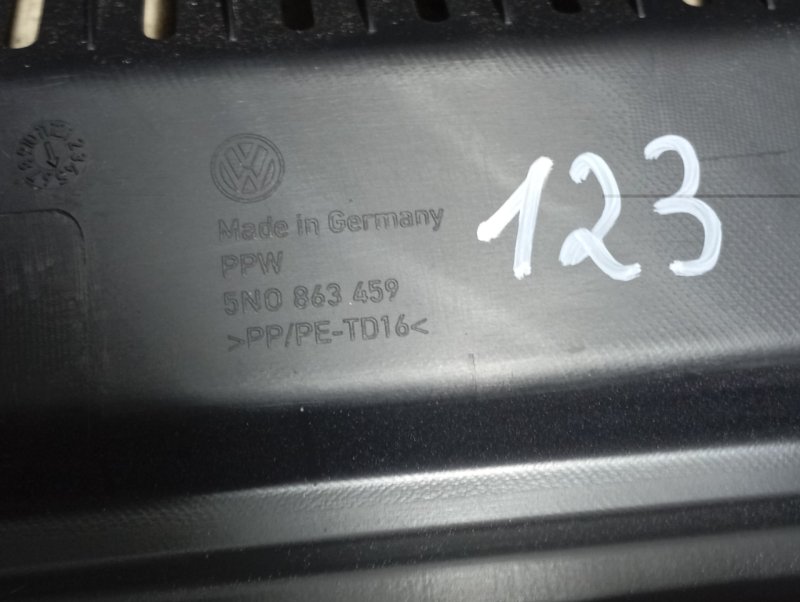 Made in Germany
PPW
5N0 863 459
>PP/PE-TD16<
123